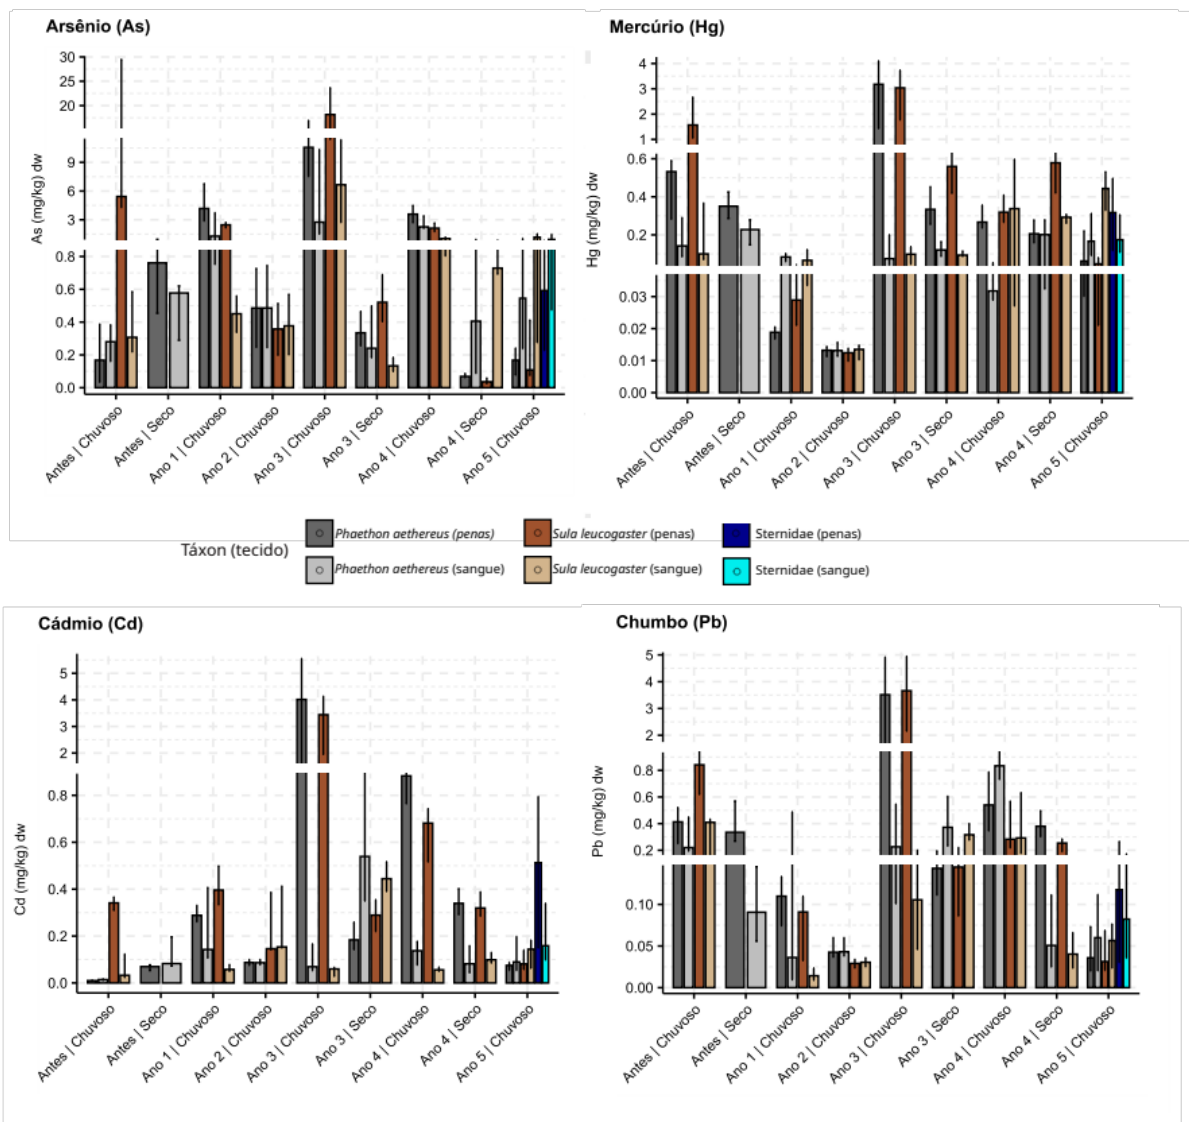 Arsênio (As)
30
25
20
9
6
3
0.8
0.6
0.4
0.2
0.0
As (mg/kg) dw
Antes | Chuvoso
Antes | Seco
Ano 1 | Chuvoso
Ano 2 | Chuvoso
Ano 3 | Chuvoso
Ano 3 | Seco
Ano 4 | Chuvoso
Ano 4 | Seco
Ano 5 | Chuvoso
Mercúrio (Hg)
4
3
2
1
0.6
0.4
0.2
0.03
0.02
0.01
0.00
Hg (mg/kg) dw
Antes | Chuvoso
Antes | Seco
Ano 1 | Chuvoso
Ano 2 | Chuvoso
Ano 3 | Chuvoso
Ano 3 | Seco
Ano 4 | Chuvoso
Ano 4 | Seco
Ano 5 | Chuvoso
Táxon (tecido)
Phaethon aethereus (penas)
Sula leucogaster (penas)
Sternidae (penas)
Phaethon aethereus (sangue)
Sula leucogaster (sangue)
Sternidae (sangue)
Cádmio (Cd)
5
4
3
2
0.8
0.6
0.4
0.2
0.0
Cd (mg/kg) dw
Antes | Chuvoso
Antes | Seco
Ano 1 | Chuvoso
Ano 2 | Chuvoso
Ano 3 | Chuvoso
Ano 3 | Seco
Ano 4 | Chuvoso
Ano 4 | Seco
Ano 5 | Chuvoso
Chumbo (Pb)
5
4
3
2
0.8
0.6
0.4
0.2
0.10
0.05
0.00
Pb (mg/kg) dw
Antes | Chuvoso
Antes | Seco
Ano 1 | Chuvoso
Ano 2 | Chuvoso
Ano 3 | Chuvoso
Ano 3 | Seco
Ano 4 | Chuvoso
Ano 4 | Seco
Ano 5 | Chuvoso